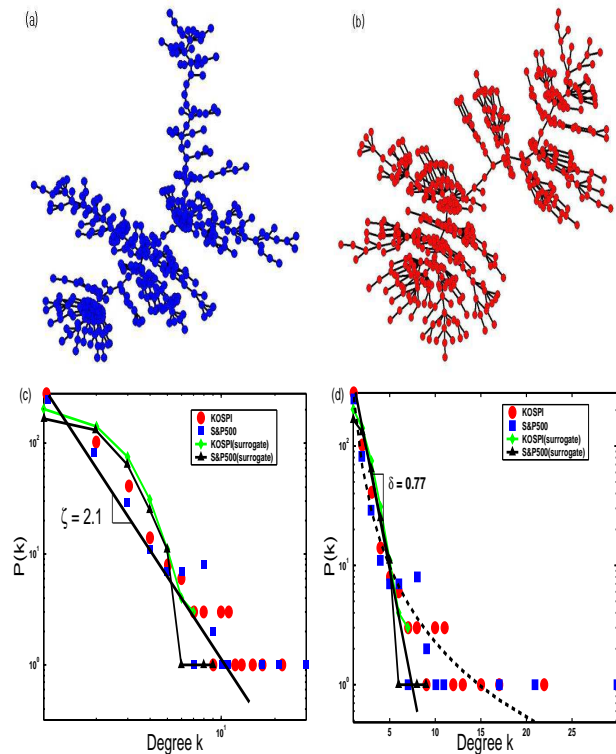 (a)
(b)
(c)
KOSPI
S&P500
KOSPI(surrogate)
S&P500(surrogate)
ζ = 2.1
P(k)
10²
10¹
10⁰
10¹
Degree k
(d)
KOSPI
S&P500
KOSPI(surrogate)
S&P500(surrogate)
δ = 0.77
P(k)
10²
10¹
10⁰
5 10 15 20 25
Degree k